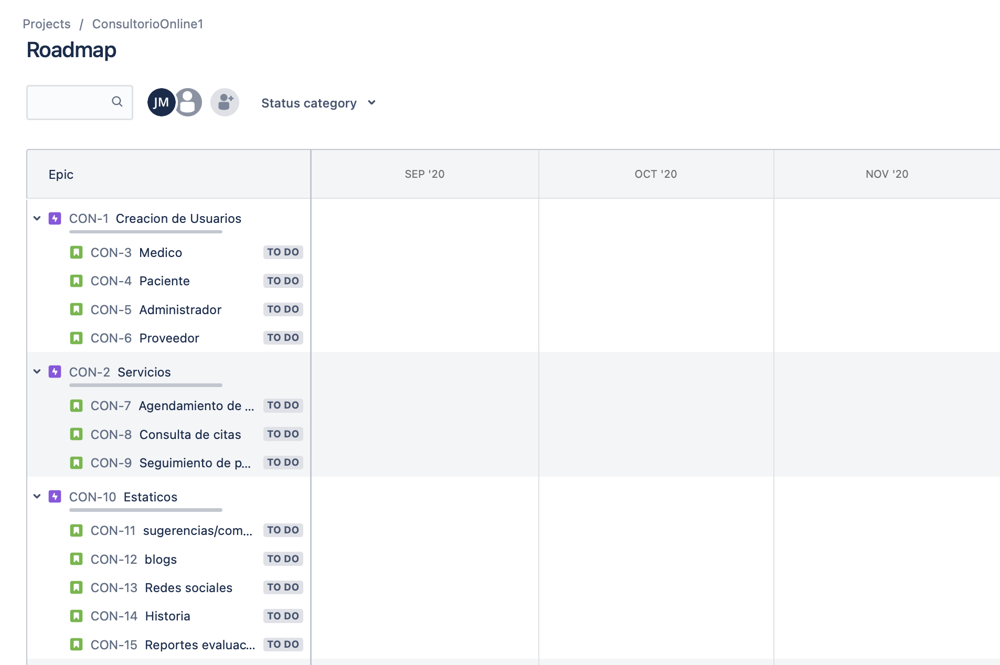 Projects / ConsultorioOnline1
Roadmap
JM Status category
Epic SEP '20 OCT '20 NOV '20
CON-1 Creacion de Usuarios
CON-3 Medico TO DO
CON-4 Paciente TO DO
CON-5 Administrador TO DO
CON-6 Proveedor TO DO
CON-2 Servicios
CON-7 Agendamiento de ... TO DO
CON-8 Consulta de citas TO DO
CON-9 Seguimiento de p... TO DO
CON-10 Estaticos
CON-11 sugerencias/com... TO DO
CON-12 blogs TO DO
CON-13 Redes sociales TO DO
CON-14 Historia TO DO
CON-15 Reportes evaluac... TO DO